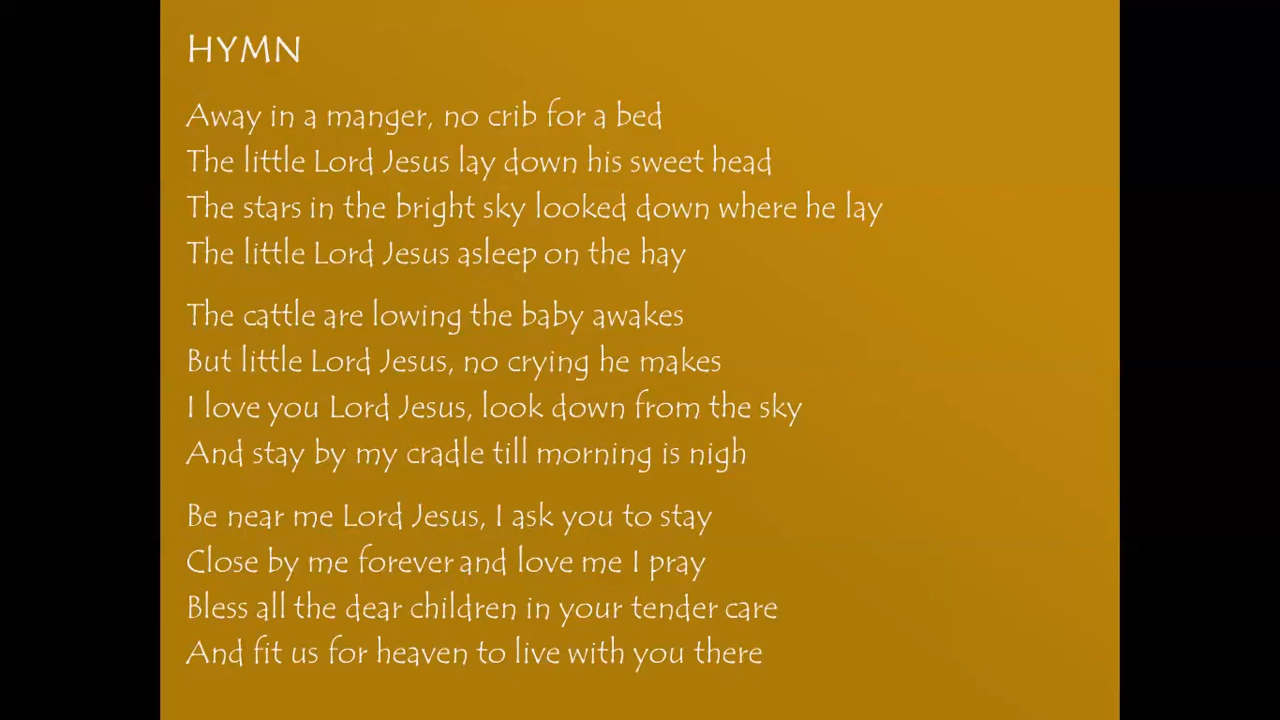 HYMN
Away in a manger, no crib for a bed
The little Lord Jesus lay down his sweet head
The stars in the bright sky looked down where he lay
The little Lord Jesus asleep on the hay
The cattle are lowing the baby awakes
But little Lord Jesus, no crying he makes
I love you Lord Jesus, look down from the sky
And stay by my cradle till morning is nigh
Be near me Lord Jesus, I ask you to stay
Close by me forever and love me I pray
Bless all the dear children in your tender care
And fit us for heaven to live with you there